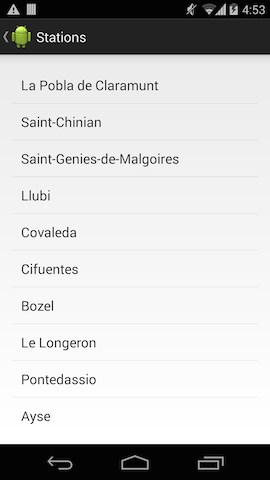 4:53
Stations
La Pobla de Claramunt
Saint-Chinian
Saint-Genies-de-Malgoires
Llubi
Covaleda
Cifuentes
Bozel
Le Longeron
Pontedassio
Ayse